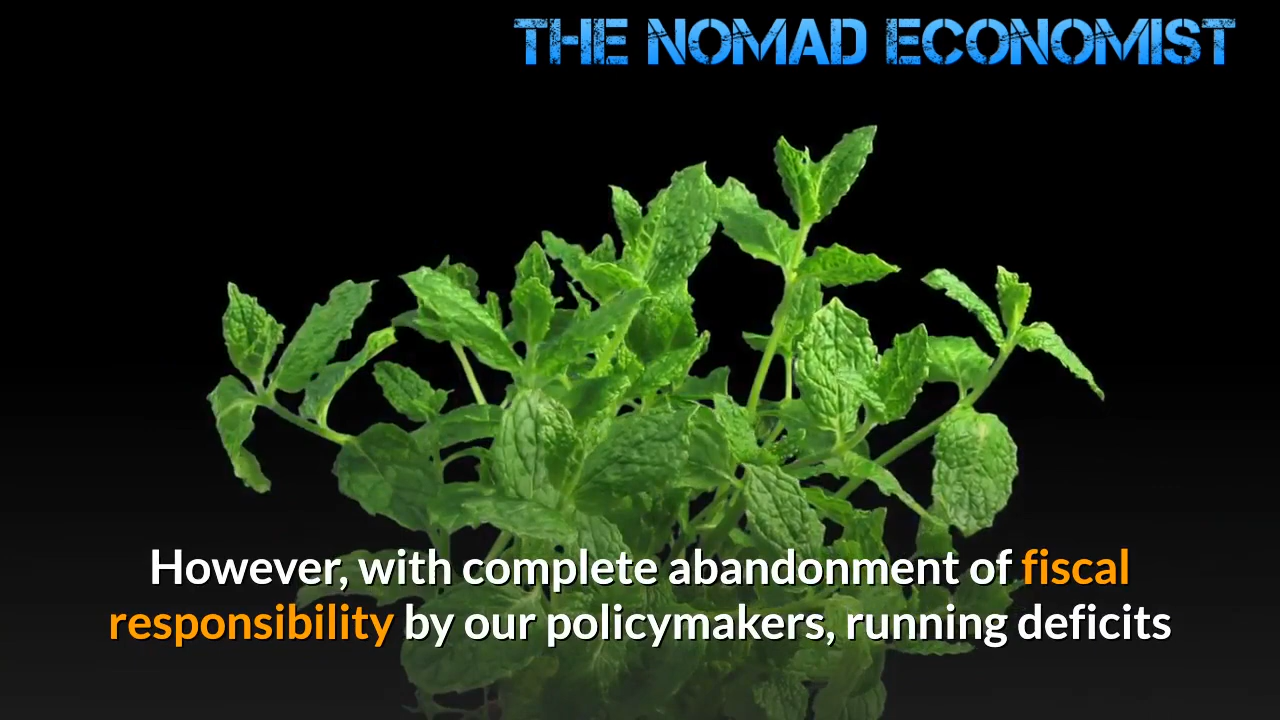 THE NOMAD ECONOMIST
However, with complete abandonment of fiscal
responsibility by our policymakers, running deficits